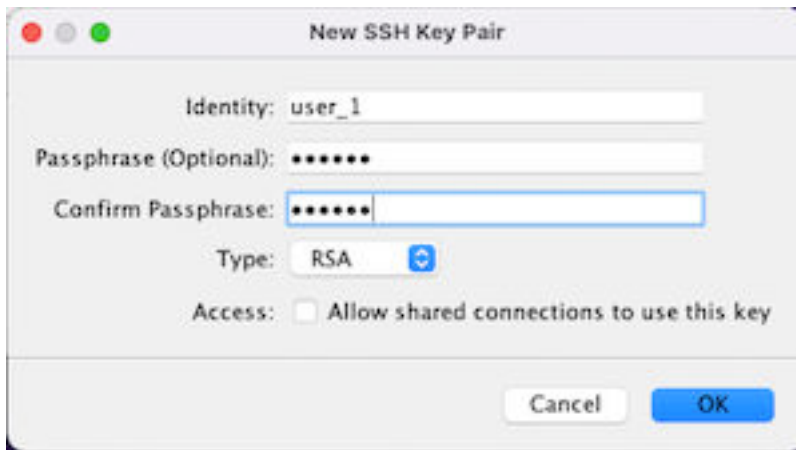 New SSH Key Pair
Identity: user_1
Passphrase (Optional): ••••••
Confirm Passphrase: ••••••
Type: RSA
Access: Allow shared connections to use this key
Cancel OK